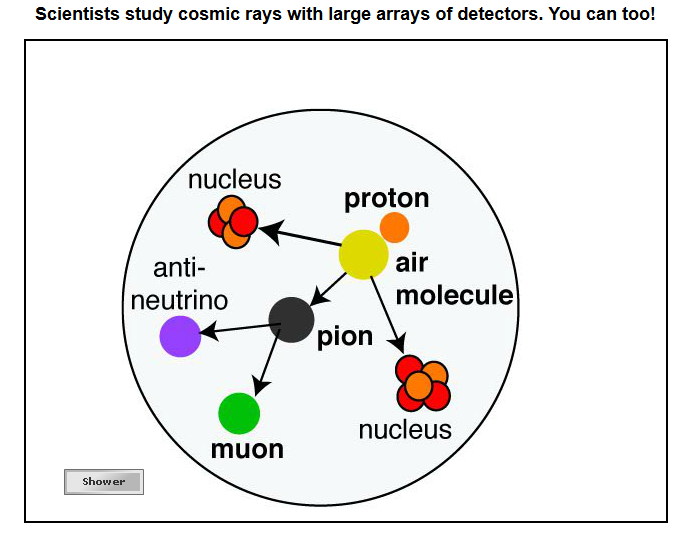 Scientists study cosmic rays with large arrays of detectors. You can too!
nucleus
proton
air
molecule
anti-
neutrino
pion
nucleus
muon
Shower